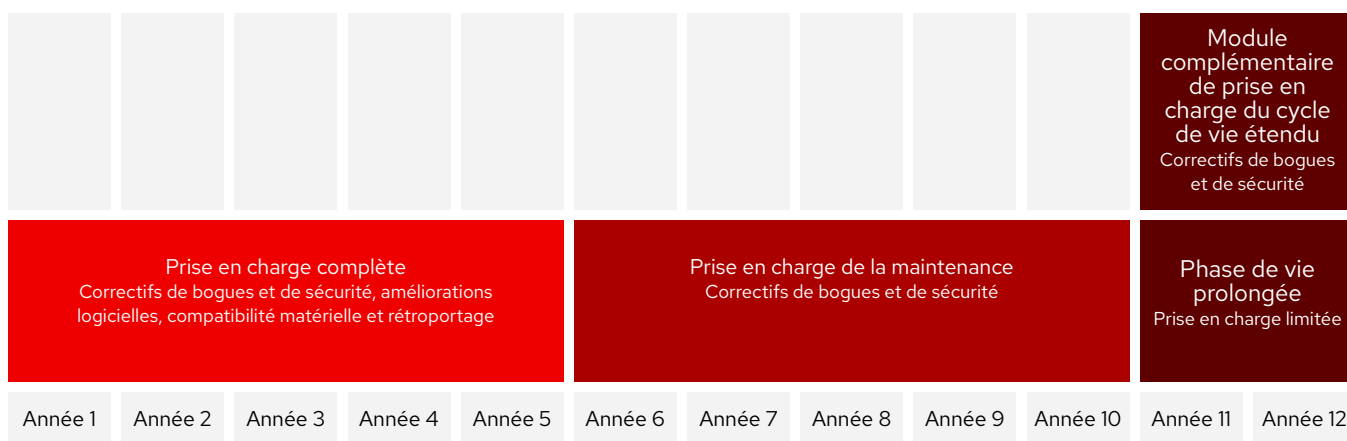 Module
complémentaire
de prise en
charge du cycle
de vie étendu
Correctifs de bogues
et de sécurité
Prise en charge complète
Correctifs de bogues et de sécurité, améliorations
logicielles, compatibilité matérielle et rétroportage
Prise en charge de la maintenance
Correctifs de bogues et de sécurité
Phase de vie
prolongée
Prise en charge limitée
Année 1 Année 2 Année 3 Année 4 Année 5 Année 6 Année 7 Année 8 Année 9 Année 10 Année 11 Année 12